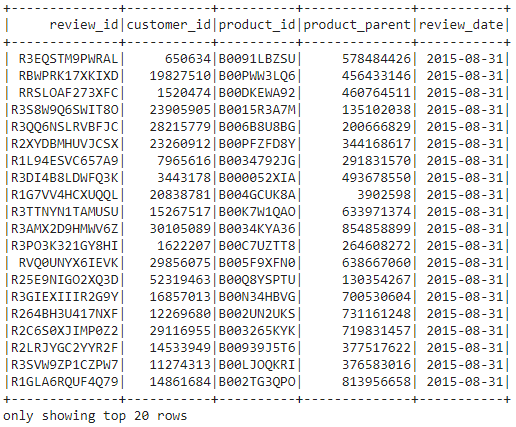 +--------------+-----------+----------+--------------+-----------+
|     review_id|customer_id|product_id|product_parent|review_date|
+--------------+-----------+----------+--------------+-----------+
| R3EQSTM9PWRAL|     650634|B0091LBZSU|     578484426| 2015-08-31|
| RBWPRK17XKIXD|   19827510|B00PWW3LQ6|     456433146| 2015-08-31|
| RRSLOAF273XFC|    1520474|B00DKEWA92|     460764511| 2015-08-31|
|R3S8W9Q6SWIT8O|   23905905|B0015R3A7M|     135102038| 2015-08-31|
|R3QQ6NSLRVBFJC|   28215779|B006B8U8BG|     200666829| 2015-08-31|
|R2XYDBMHUVJCSX|   23260912|B00PFZFD8Y|     344168617| 2015-08-31|
|R1L94ESVC657A9|    7965616|B0034792JG|     291831570| 2015-08-31|
|R3DI4B8LDWFQ3K|    3443178|B000052XIA|     493678550| 2015-08-31|
|R1G7VV4HCXUQQL|   20838781|B004GCUK8A|       3902598| 2015-08-31|
|R3TTNYN1TAMUSU|   15267517|B00K7W1QAO|     633971374| 2015-08-31|
|R3AMX2D9HMWV6Z|   30105089|B0034KYA36|     854858899| 2015-08-31|
|R3PO3K321GY8HI|    1622207|B00C7UZTT8|     264608272| 2015-08-31|
| RVQ0UNYX6IEVK|   29856075|B005F9XFN0|     638667060| 2015-08-31|
|R25E9NIGO2XQ3D|   52319463|B00Q8YSPTU|     130354267| 2015-08-31|
|R3GIEXIIIR2G9Y|   16857013|B00N34HBVG|     700530604| 2015-08-31|
|R264BH3U417NXF|   12269680|B002UN2UKS|     731161248| 2015-08-31|
|R2C6S0XJIMP0Z2|   29116955|B003265KYK|     719831457| 2015-08-31|
|R2LRJYGC2YYR2F|   14533949|B00939J5T6|     377517622| 2015-08-31|
|R3SVW9ZP1CZPW7|   11274313|B00LJOQKRI|     376583016| 2015-08-31|
|R1GLA6RQUF4Q79|   14861684|B002TG3QPO|     813956658| 2015-08-31|
+--------------+-----------+----------+--------------+-----------+
only showing top 20 rows